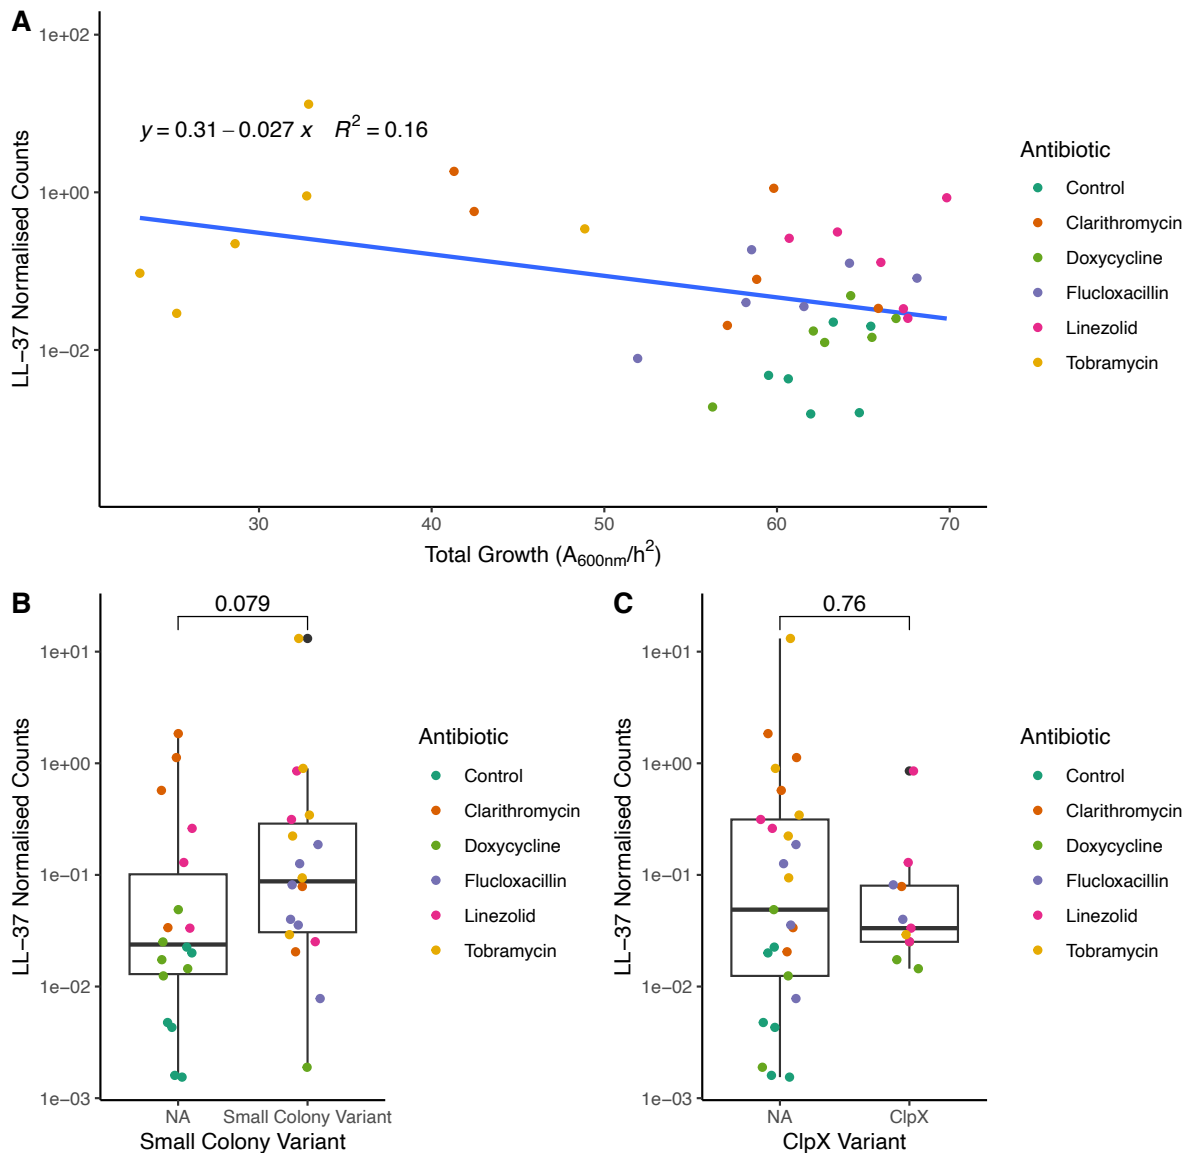 A
1e+02
1e+00
1e−02
LL−37 Normalised Counts
y = 0.31 − 0.027 x R² = 0.16
30 40 50 60 70
Total Growth (A₆₀₀ₙₘ/h²)
Antibiotic
Control
Clarithromycin
Doxycycline
Flucloxacillin
Linezolid
Tobramycin
B
0.079
1e+01
1e+00
1e−01
1e−02
1e−03
LL−37 Normalised Counts
NA Small Colony Variant
Small Colony Variant
Antibiotic
Control
Clarithromycin
Doxycycline
Flucloxacillin
Linezolid
Tobramycin
C
0.76
1e+01
1e+00
1e−01
1e−02
1e−03
LL−37 Normalised Counts
NA ClpX
ClpX Variant
Antibiotic
Control
Clarithromycin
Doxycycline
Flucloxacillin
Linezolid
Tobramycin